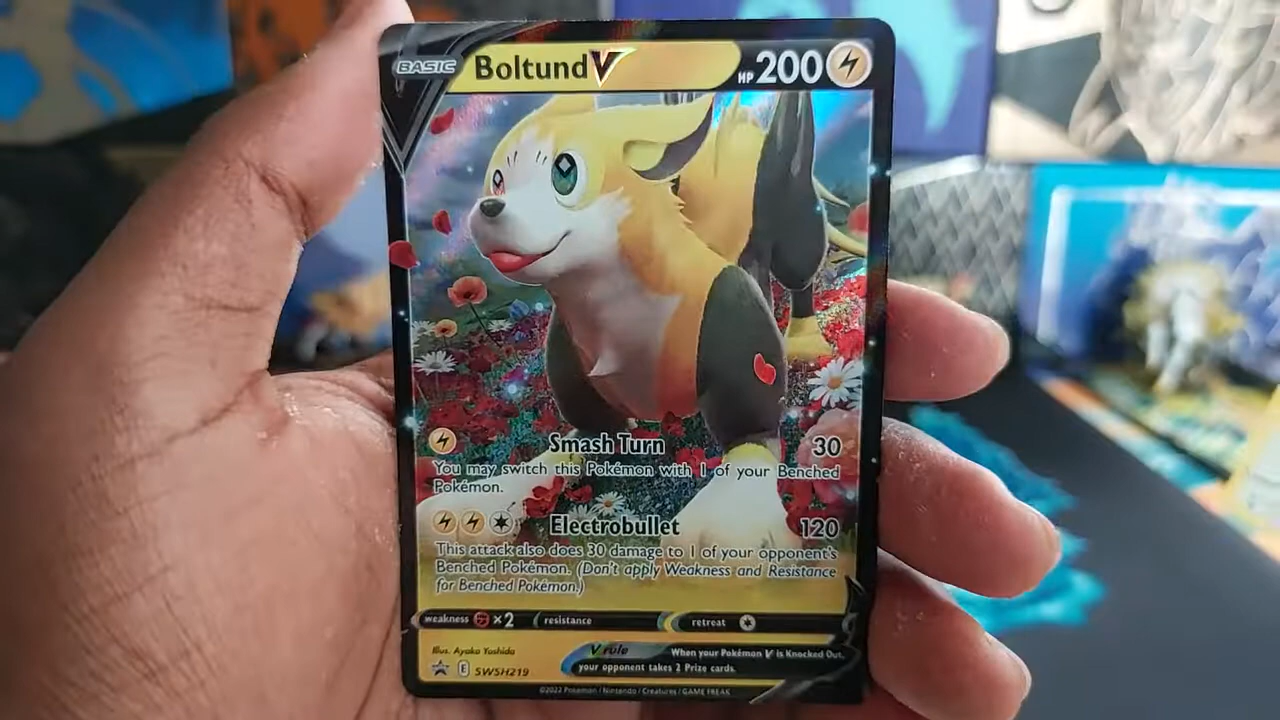 BASIC Boltund V HP 200
Smash Turn 30
You may switch this Pokémon with 1 of your Benched
Pokémon.
Electrobullet 120
This attack also does 30 damage to 1 of your opponent's
Benched Pokémon. (Don't apply Weakness and Resistance
for Benched Pokémon.)
weakness ×2 resistance retreat
Illus. Ayaka Yoshida
V rule When your Pokémon V is Knocked Out,
your opponent takes 2 Prize cards.
E SWSH219
©2022 Pokémon / Nintendo / Creatures / GAME FREAK